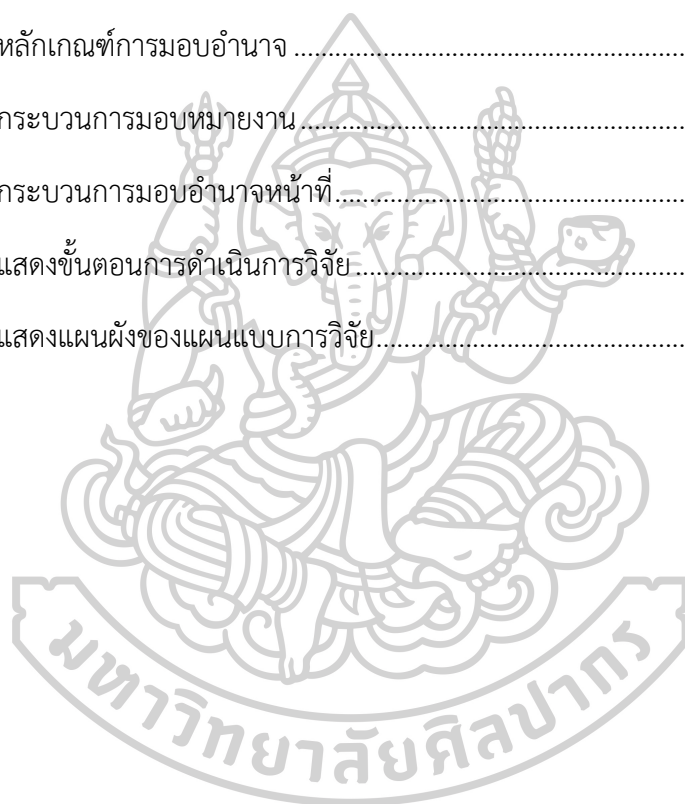 หลักเกณฑ์การมอบอำนาจ ....................................................................
กระบวนการมอบหมายงาน ...................................................................
กระบวนการมอบอำนาจหน้าที่.............................................................
แสดงขั้นตอนการดำเนินการวิจัย .........................................................
แสดงแผนผังของแผนแบบการวิจัย......................................................
มหาวิทยาลัยศิลปากร